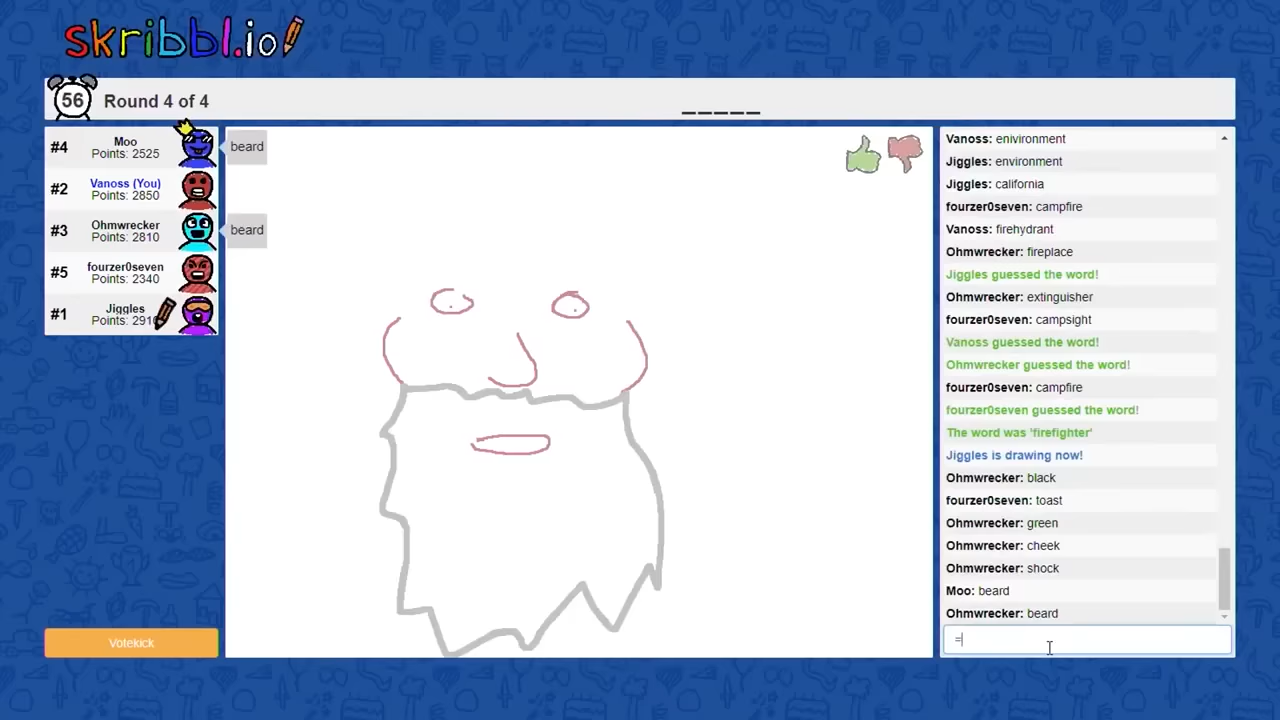 skribbl.io
56
Round 4 of 4
_____
#4
Moo
Points: 2525
beard
#2
Vanoss (You)
Points: 2850
#3
Ohmwrecker
Points: 2810
beard
#5
fourzer0seven
Points: 2340
#1
Jiggles
Points: 2910
Votekick
Vanoss: enivironment
Jiggles: environment
Jiggles: california
fourzer0seven: campfire
Vanoss: firehydrant
Ohmwrecker: fireplace
Jiggles guessed the word!
Ohmwrecker: extinguisher
fourzer0seven: campsight
Vanoss guessed the word!
Ohmwrecker guessed the word!
fourzer0seven: campfire
fourzer0seven guessed the word!
The word was 'firefighter'
Jiggles is drawing now!
Ohmwrecker: black
fourzer0seven: toast
Ohmwrecker: green
Ohmwrecker: cheek
Ohmwrecker: shock
Moo: beard
Ohmwrecker: beard
=